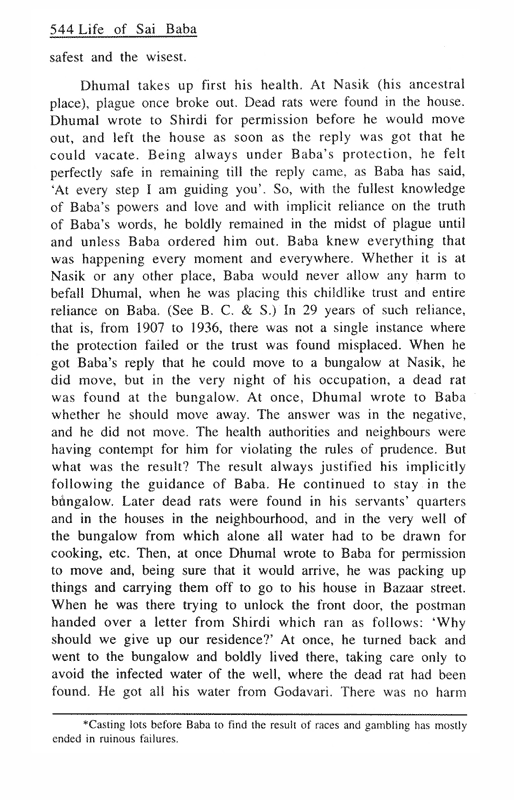 544 Life of Sai Baba
safest and the wisest.
Dhumal takes up first his health. At Nasik (his ancestral
place), plague once broke out. Dead rats were found in the house.
Dhumal wrote to Shirdi for permission before he would move
out, and left the house as soon as the reply was got that he
could vacate. Being always under Baba's protection, he felt
perfectly safe in remaining till the reply came, as Baba has said,
'At every step I am guiding you'. So, with the fullest knowledge
of Baba's powers and love and with implicit reliance on the truth
of Baba's words, he boldly remained in the midst of plague until
and unless Baba ordered him out. Baba knew everything that
was happening every moment and everywhere. Whether it is at
Nasik or any other place, Baba would never allow any harm to
befall Dhumal, when he was placing this childlike trust and entire
reliance on Baba. (See B. C. & S.) In 29 years of such reliance,
that is, from 1907 to 1936, there was not a single instance where
the protection failed or the trust was found misplaced. When he
got Baba's reply that he could move to a bungalow at Nasik, he
did move, but in the very night of his occupation, a dead rat
was found at the bungalow. At once, Dhumal wrote to Baba
whether he should move away. The answer was in the negative,
and he did not move. The health authorities and neighbours were
having contempt for him for violating the rules of prudence. But
what was the result? The result always justified his implicitly
following the guidance of Baba. He continued to stay in the
bungalow. Later dead rats were found in his servants' quarters
and in the houses in the neighbourhood, and in the very well of
the bungalow from which alone all water had to be drawn for
cooking, etc. Then, at once Dhumal wrote to Baba for permission
to move and, being sure that it would arrive, he was packing up
things and carrying them off to go to his house in Bazaar street.
When he was there trying to unlock the front door, the postman
handed over a letter from Shirdi which ran as follows: 'Why
should we give up our residence?' At once, he turned back and
went to the bungalow and boldly lived there, taking care only to
avoid the infected water of the well, where the dead rat had been
found. He got all his water from Godavari. There was no harm
*Casting lots before Baba to find the result of races and gambling has mostly
ended in ruinous failures.